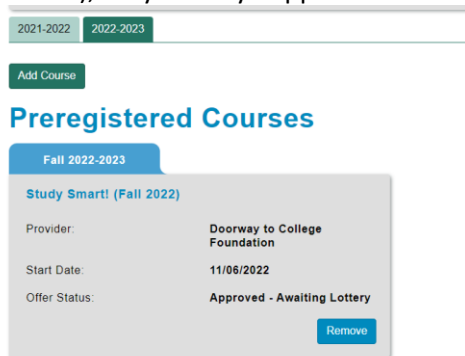 2021-2022 2022-2023
Add Course
Preregistered Courses
Fall 2022-2023
Study Smart! (Fall 2022)
Provider: Doorway to College
Foundation
Start Date: 11/06/2022
Offer Status: Approved - Awaiting Lottery
Remove